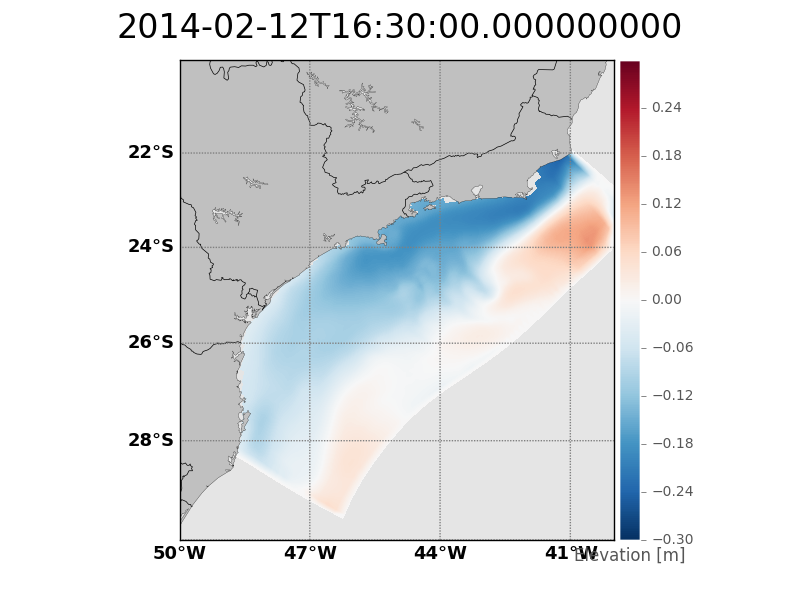 2014-02-12T16:30:00.000000000
22°S
24°S
26°S
28°S
50°W
47°W
44°W
41°W
0.24
0.18
0.12
0.06
0.00
−0.06
−0.12
−0.18
−0.24
−0.30
Elevation [m]